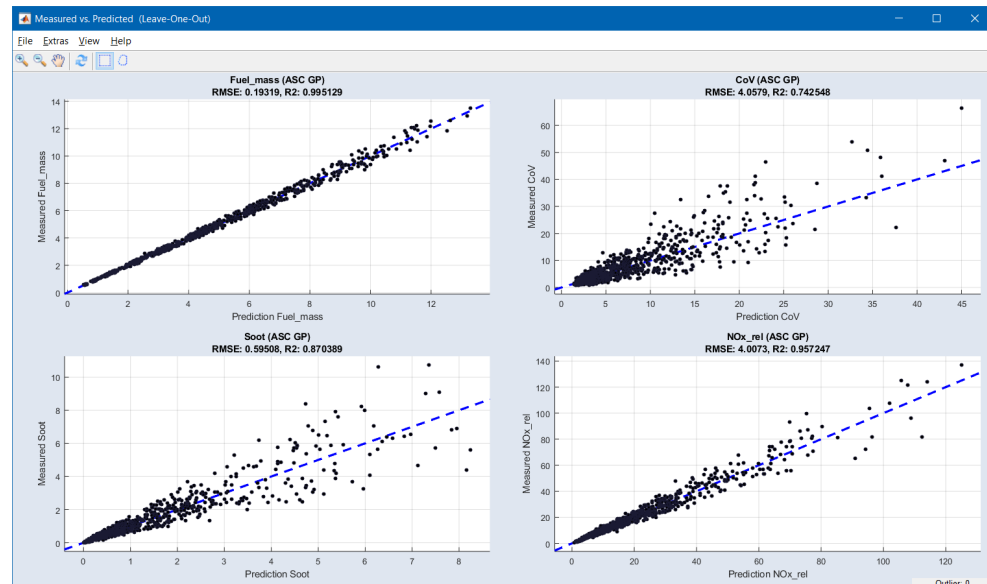 Measured vs. Predicted (Leave-One-Out)
File Extras View Help
Fuel_mass (ASC GP)
RMSE: 0.19319, R2: 0.995129
14
12
10
8
6
4
2
0
Measured Fuel_mass
0 2 4 6 8 10 12
Prediction Fuel_mass
CoV (ASC GP)
RMSE: 4.0579, R2: 0.742548
60
50
40
30
20
10
0
Measured CoV
0 5 10 15 20 25 30 35 40 45
Prediction CoV
Soot (ASC GP)
RMSE: 0.59508, R2: 0.870389
10
8
6
4
2
0
Measured Soot
0 1 2 3 4 5 6 7 8
Prediction Soot
NOx_rel (ASC GP)
RMSE: 4.0073, R2: 0.957247
140
120
100
80
60
40
20
0
Measured NOx_rel
0 20 40 60 80 100 120
Prediction NOx_rel
Outlier: 0